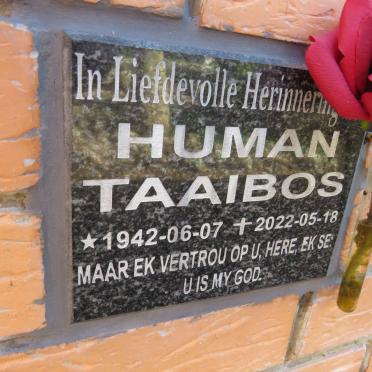 In Liefdevolle Herinnering
HUMAN
TAAIBOS
★1942-06-07 ✝2022-05-18
MAAR EK VERTROU OP U, HERE, EK SE:
U IS MY GOD.